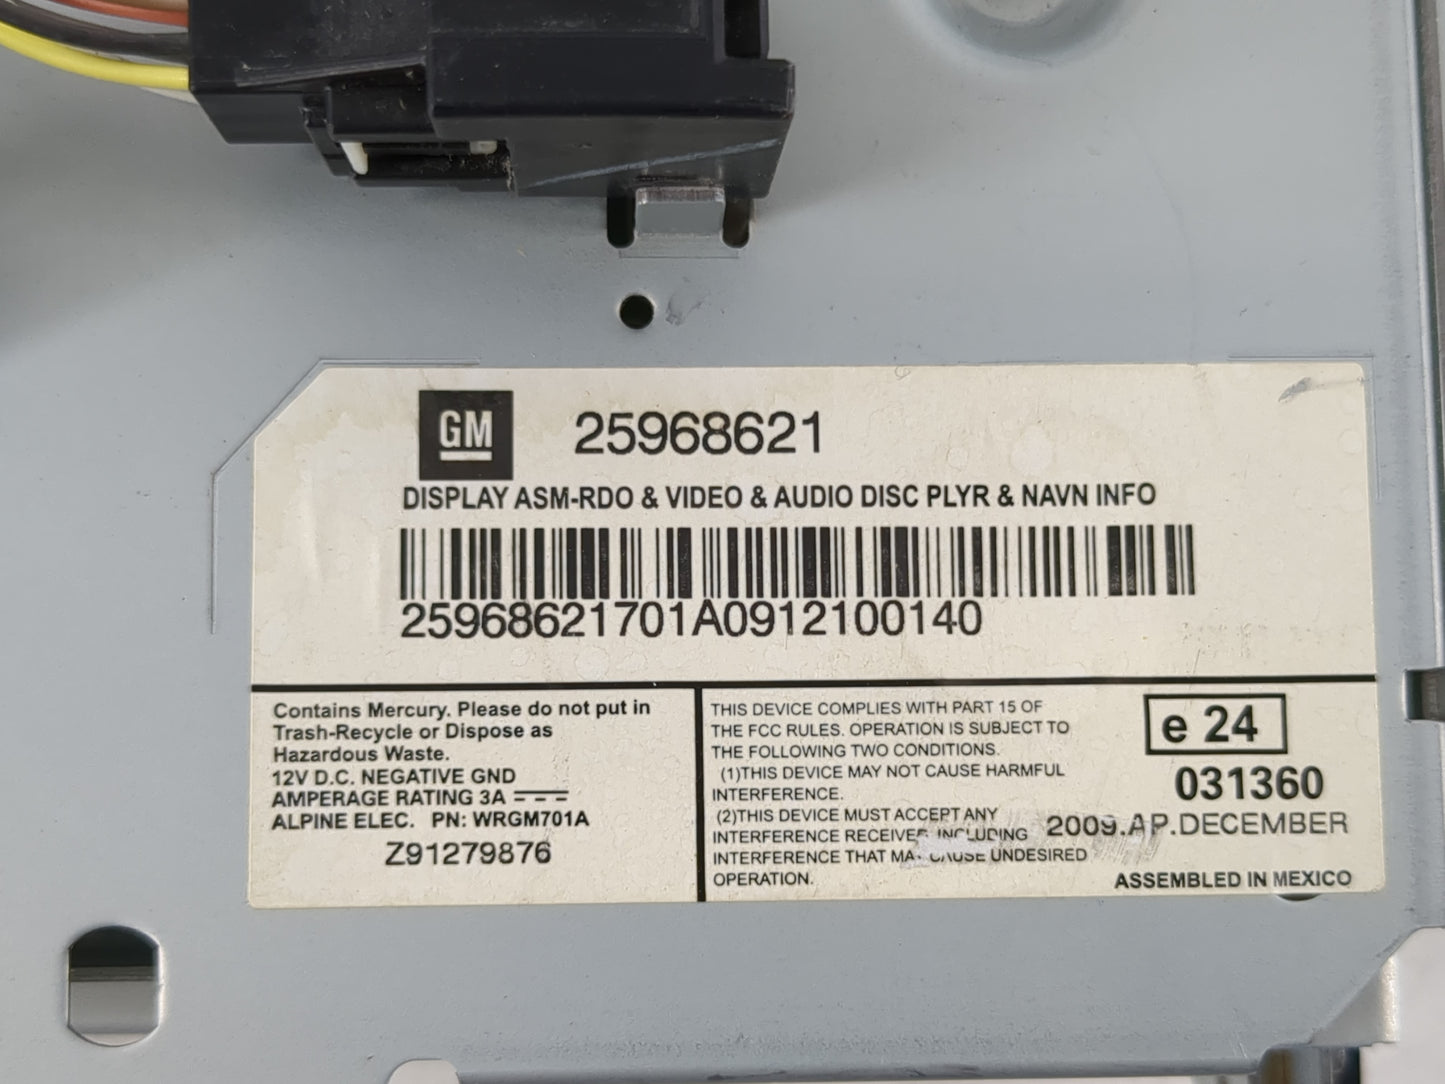 GM 25968621
DISPLAY ASM-RDO & VIDEO & AUDIO DISC PLYR & NAVN INFO
25968621701A0912100140
Contains Mercury. Please do not put in
Trash-Recycle or Dispose as
Hazardous Waste.
12V D.C. NEGATIVE GND
AMPERAGE RATING 3A
ALPINE ELEC. PN: WRGM701A
Z91279876
THIS DEVICE COMPLIES WITH PART 15 OF
THE FCC RULES. OPERATION IS SUBJECT TO
THE FOLLOWING TWO CONDITIONS.
(1)THIS DEVICE MAY NOT CAUSE HARMFUL
INTERFERENCE.
(2)THIS DEVICE MUST ACCEPT ANY
INTERFERENCE RECEIVED, INCLUDING
INTERFERENCE THAT MAY CAUSE UNDESIRED
OPERATION.
e 24
031360
2009.AP.DECEMBER
ASSEMBLED IN MEXICO